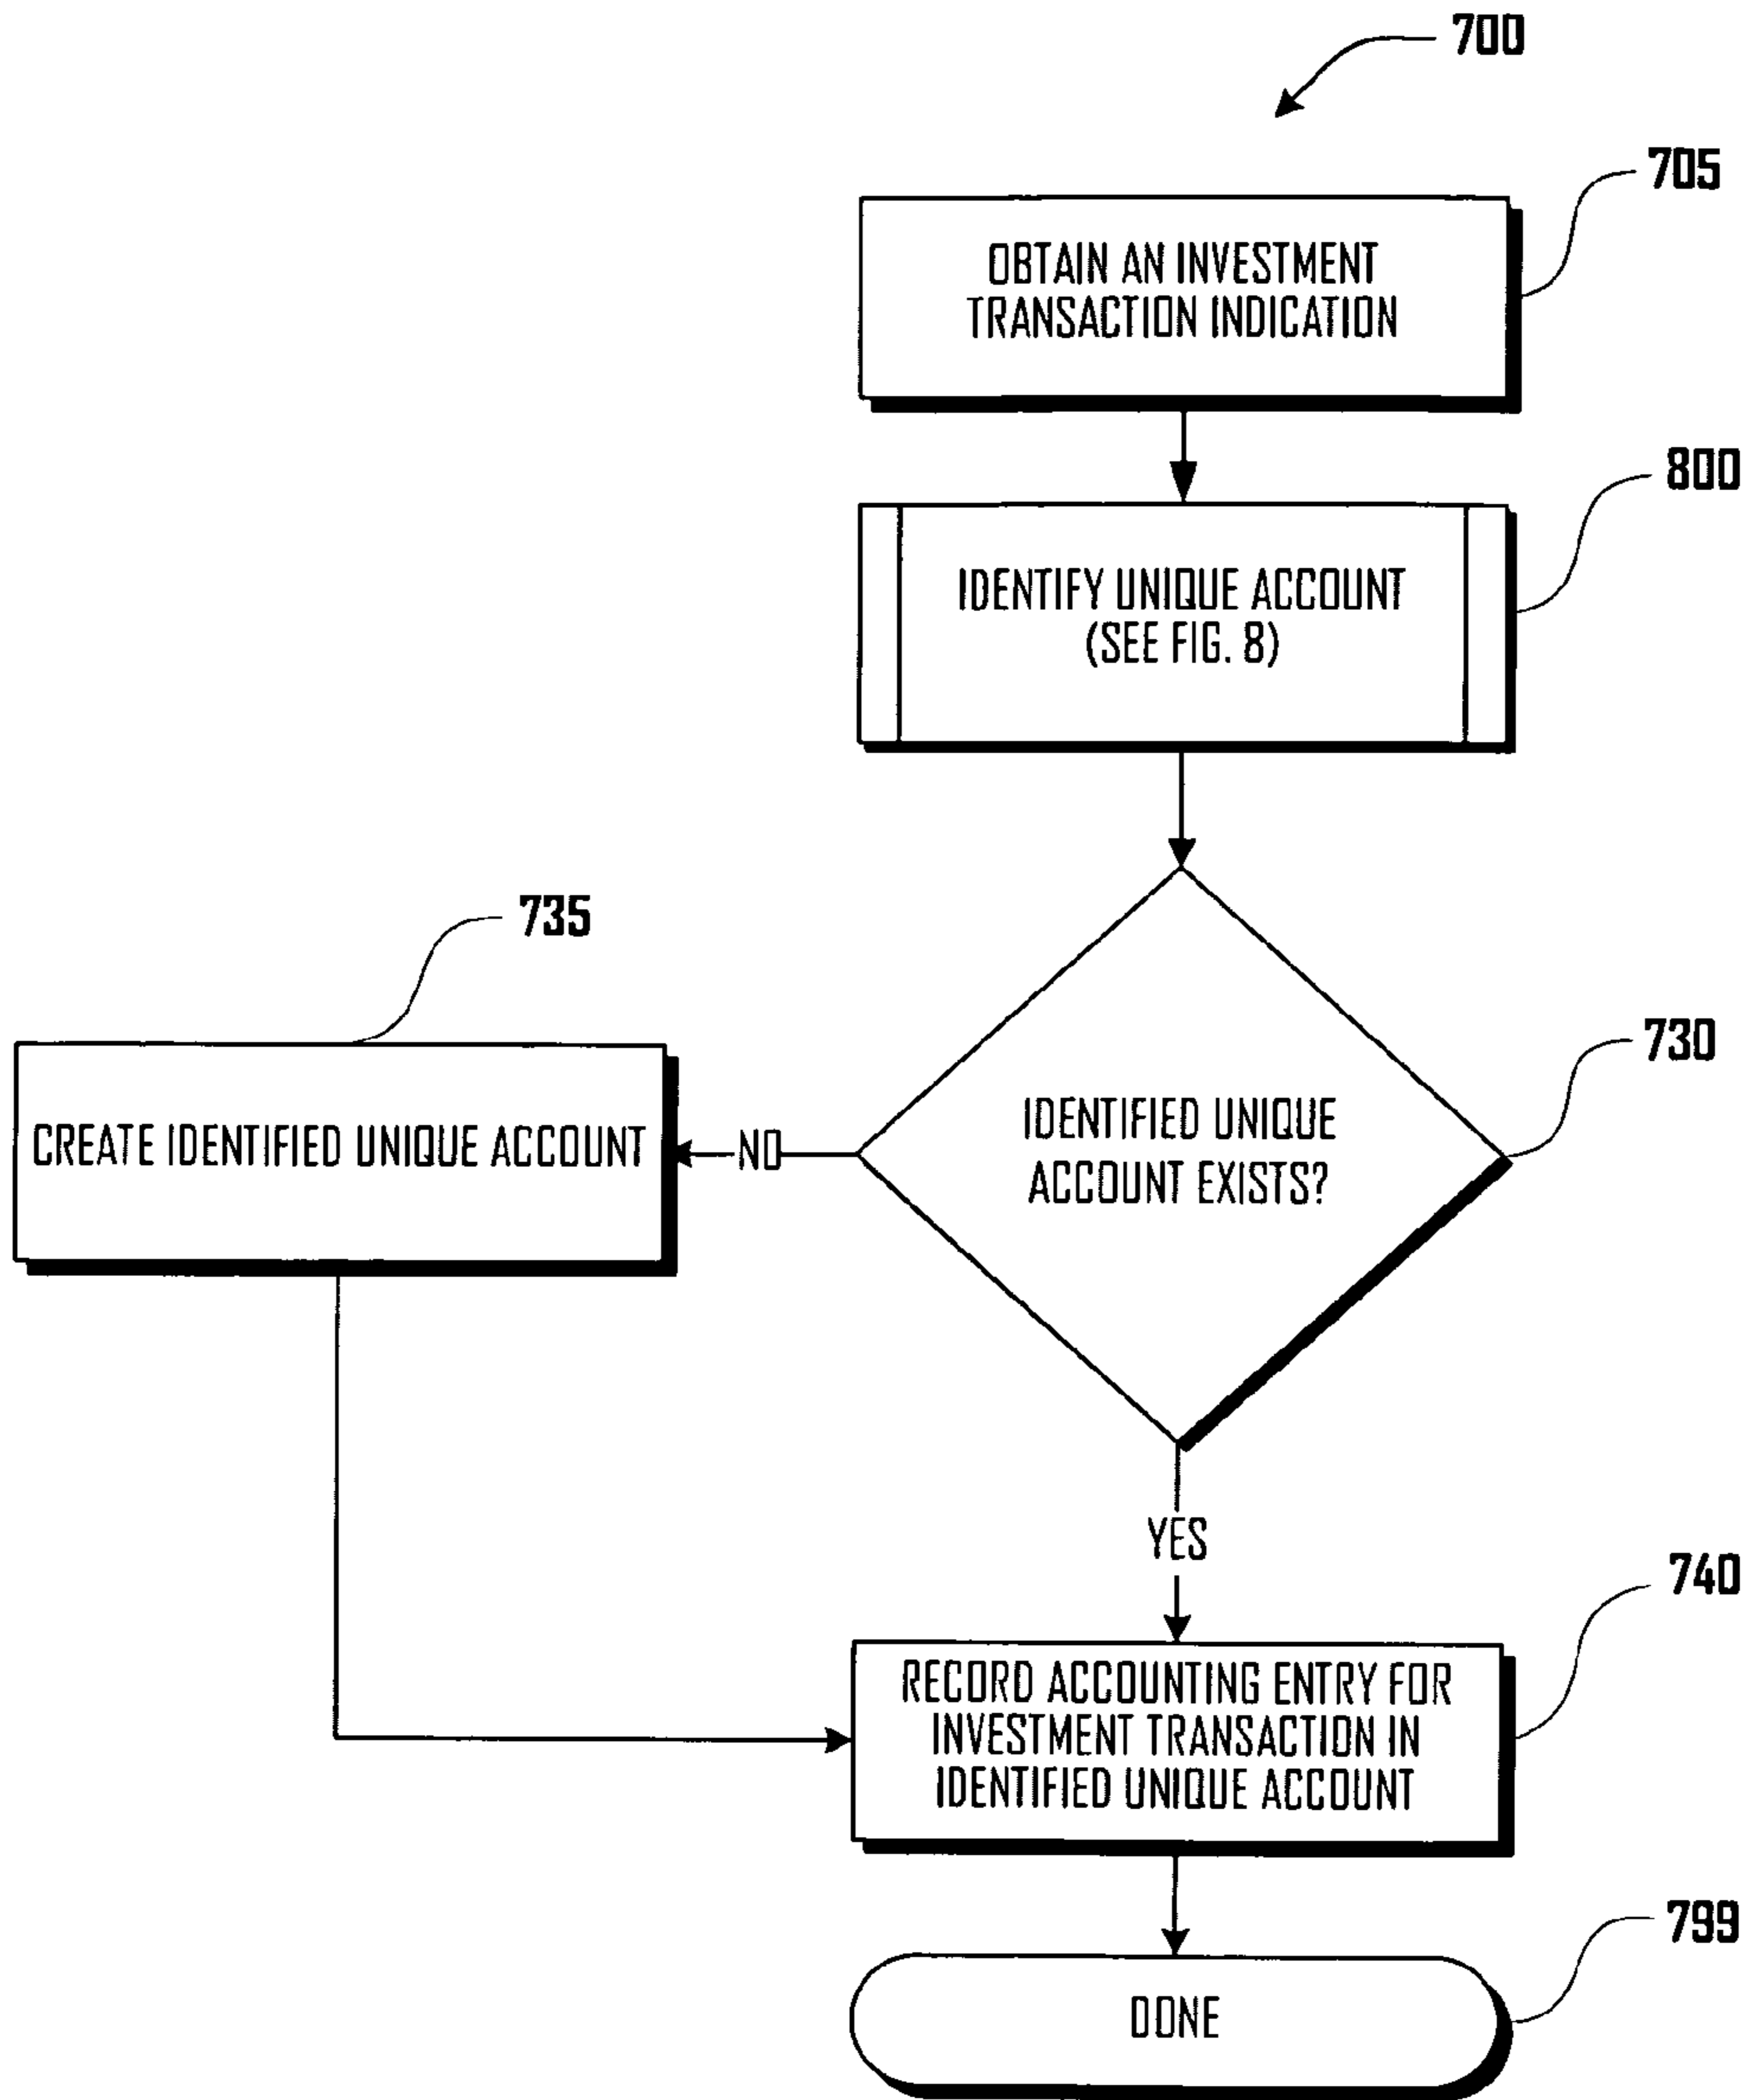 700
705
OBTAIN AN INVESTMENT
TRANSACTION INDICATION
800
IDENTIFY UNIQUE ACCOUNT
(SEE FIG. 8)
735
730
CREATE IDENTIFIED UNIQUE ACCOUNT
NO
IDENTIFIED UNIQUE
ACCOUNT EXISTS?
YES
740
RECORD ACCOUNTING ENTRY FOR
INVESTMENT TRANSACTION IN
IDENTIFIED UNIQUE ACCOUNT
799
DONE